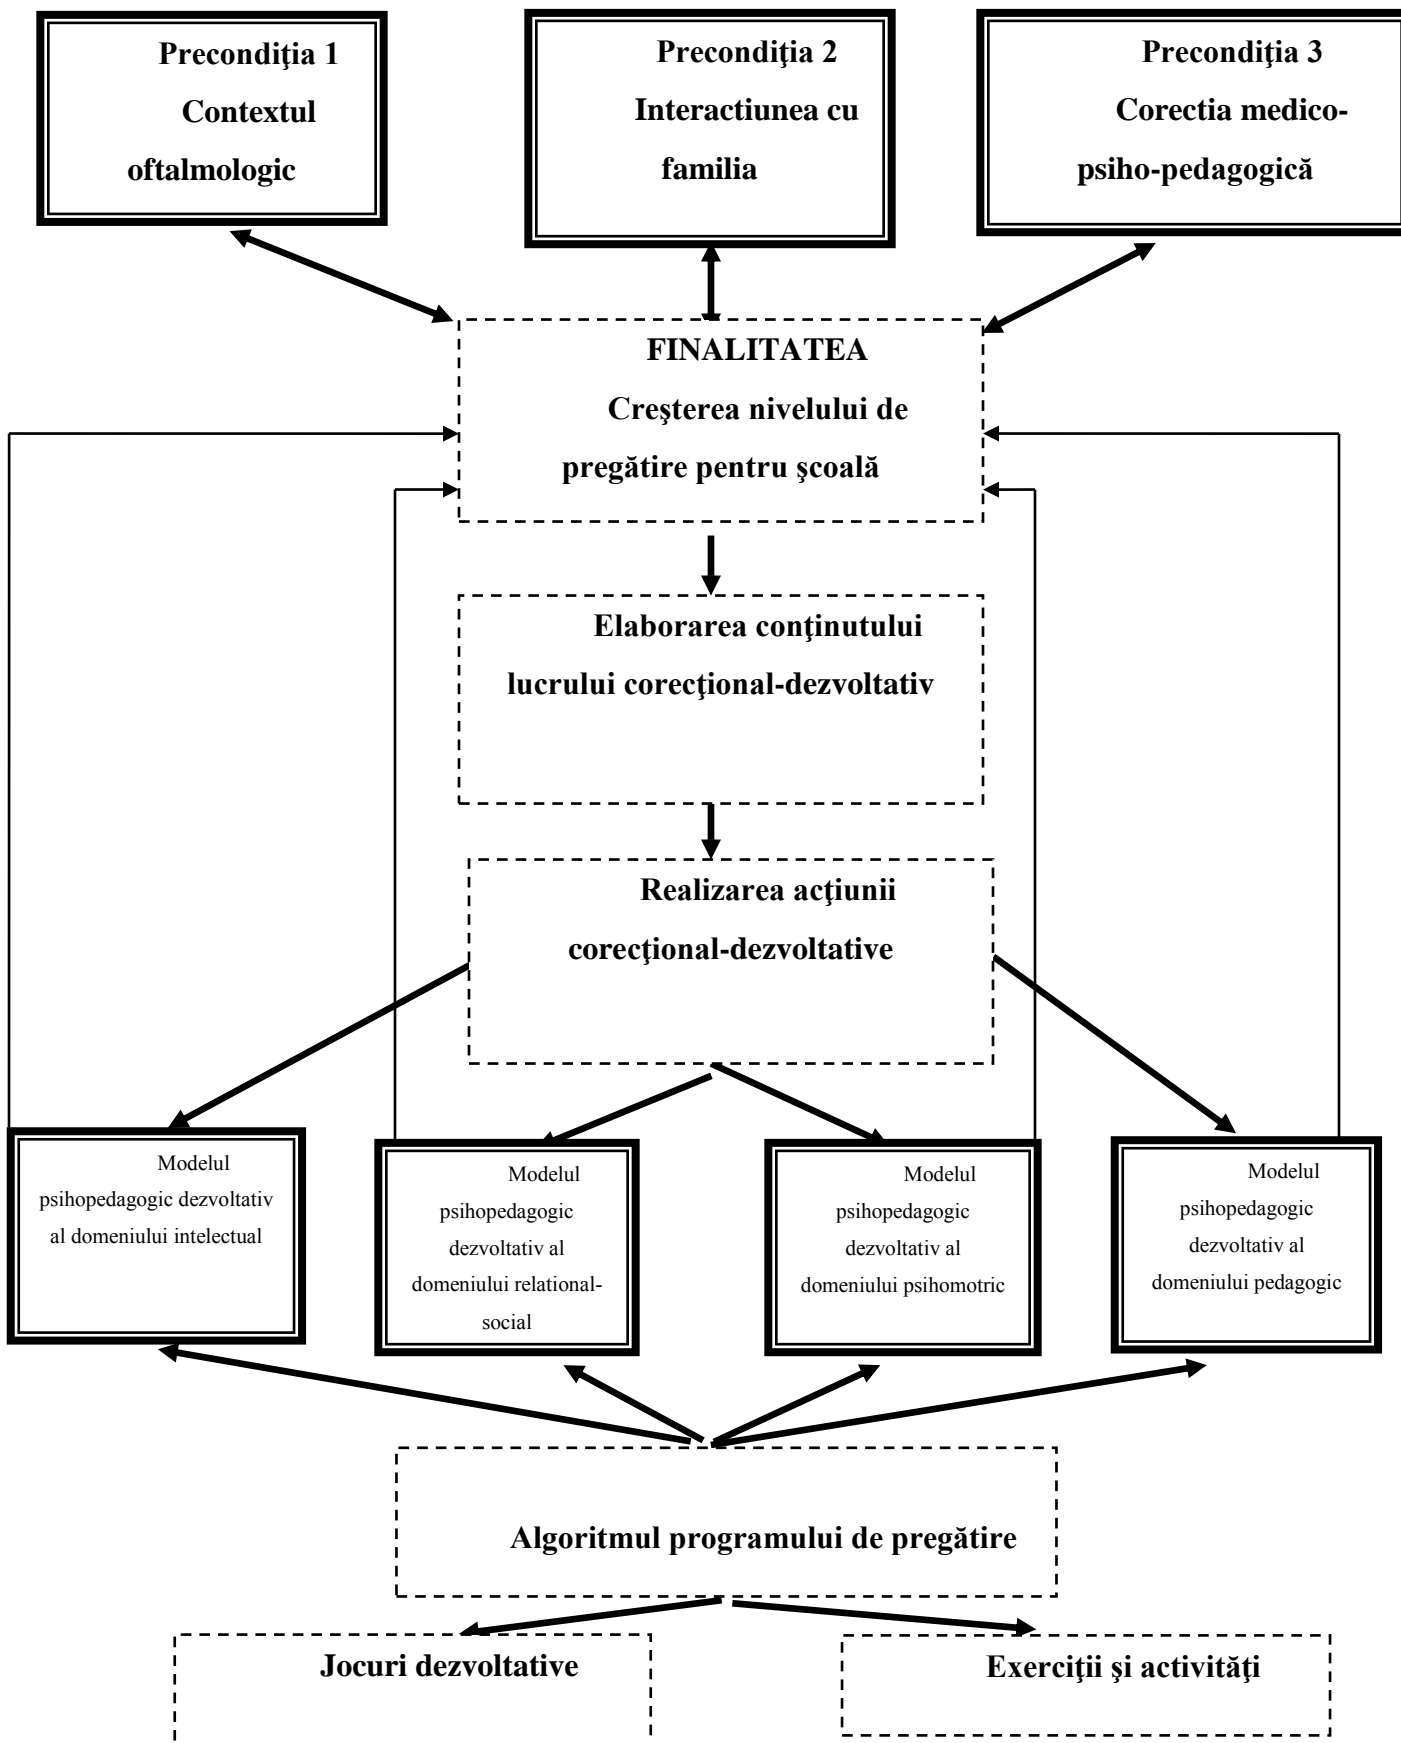 Precondiţia 1
Contextul
oftalmologic
Precondiţia 2
Interactiunea cu
familia
Precondiţia 3
Corectia medico-
psiho-pedagogică
FINALITATEA
Creşterea nivelului de
pregătire pentru şcoală
Elaborarea conţinutului
lucrului corecţional-dezvoltativ
Realizarea acţiunii
corecţional-dezvoltative
Modelul
psihopedagogic dezvoltativ
al domeniului intelectual
Modelul
psihopedagogic
dezvoltativ al
domeniului relational-
social
Modelul
psihopedagogic
dezvoltativ al
domeniului psihomotric
Modelul
psihopedagogic
dezvoltativ al
domeniului pedagogic
Algoritmul programului de pregătire
Jocuri dezvoltative
Exerciţii şi activităţi